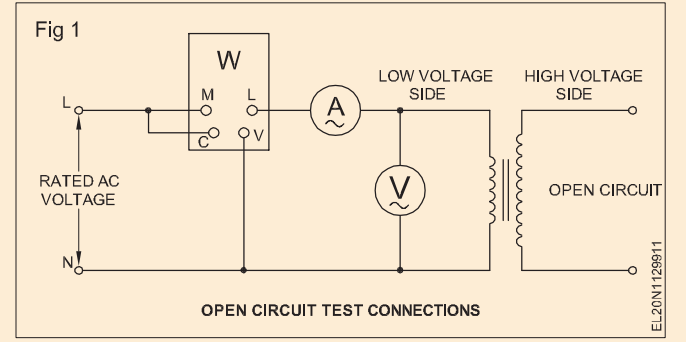 Fig 1
W
M
L
C
V
A
LOW VOLTAGE
SIDE
HIGH VOLTAGE
SIDE
L
RATED AC
VOLTAGE
V
OPEN CIRCUIT
N
OPEN CIRCUIT TEST CONNECTIONS
EL20N1129911